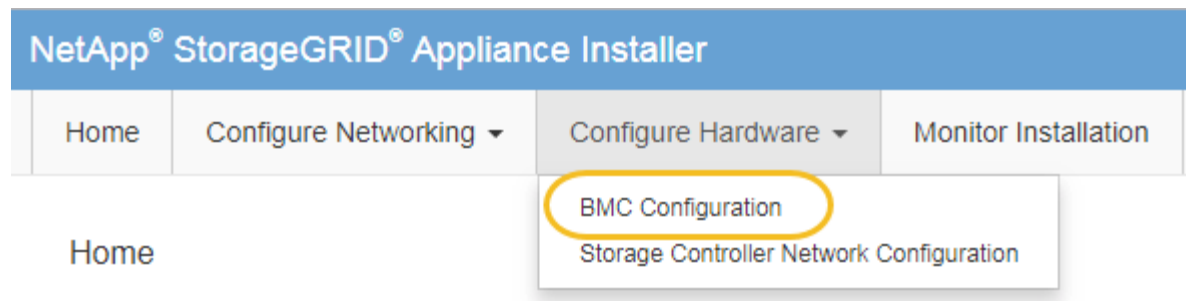 NetApp® StorageGRID® Appliance Installer
Home Configure Networking Configure Hardware Monitor Installation
BMC Configuration
Home
Storage Controller Network Configuration